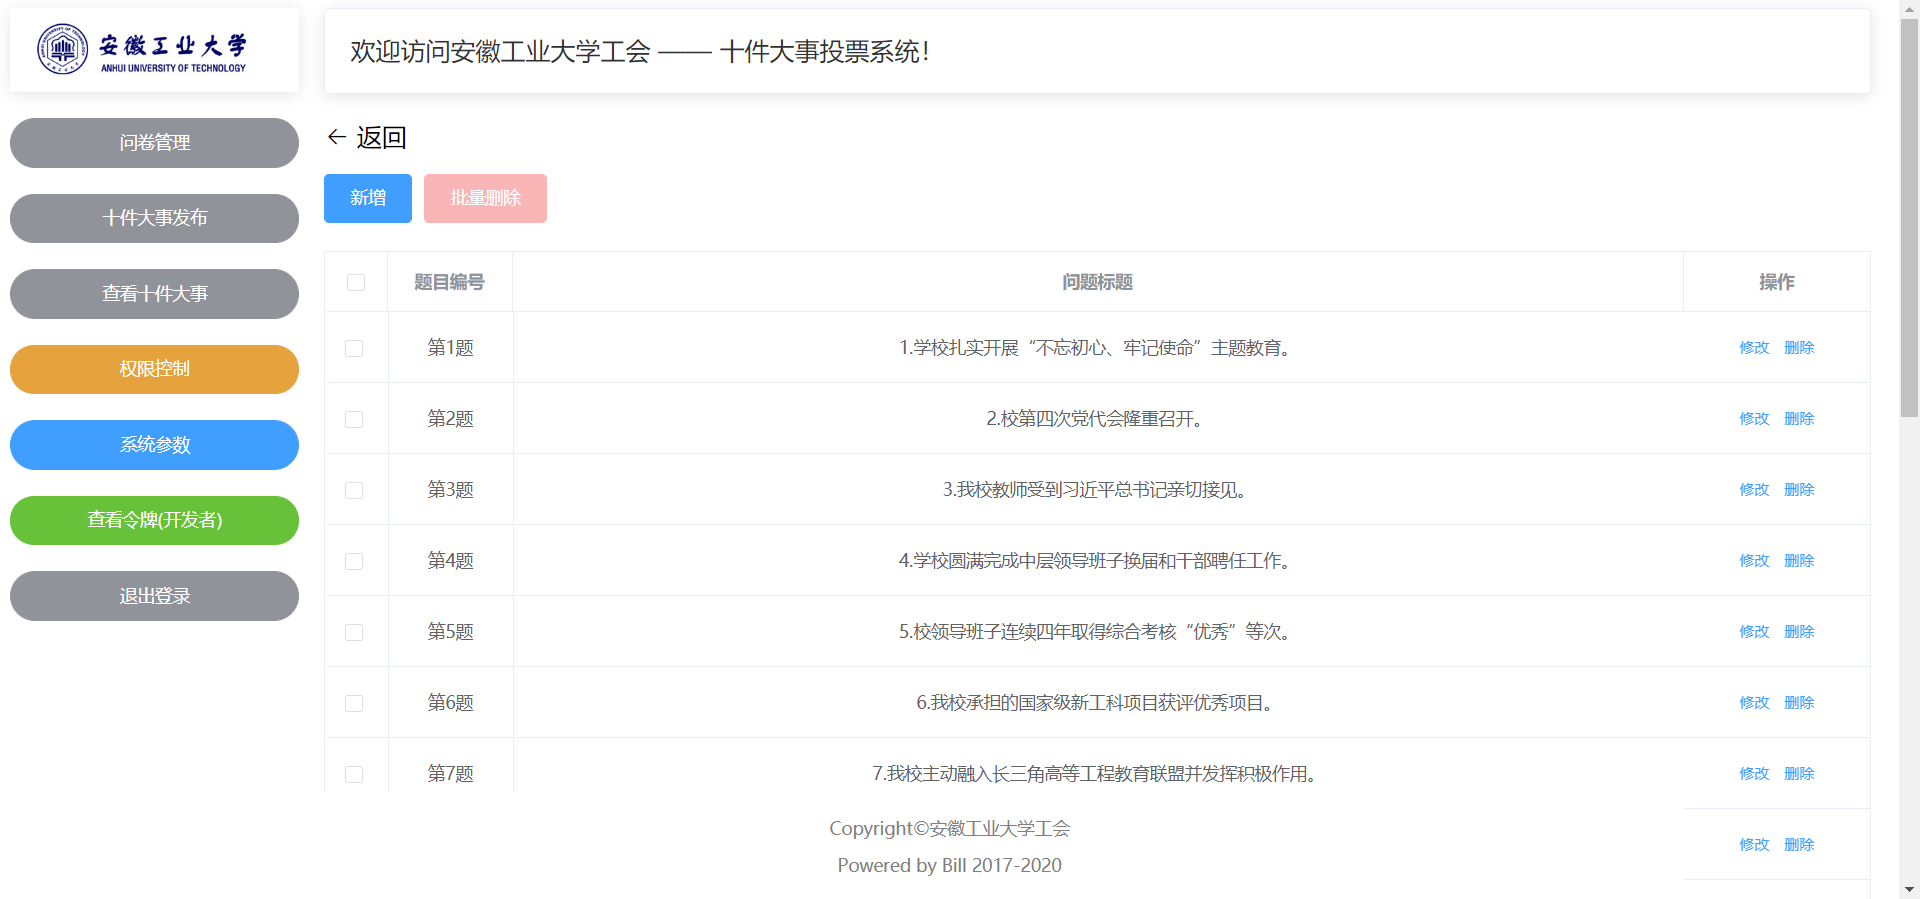 安徽工业大学
ANHUI UNIVERSITY OF TECHNOLOGY
欢迎访问安徽工业大学工会 —— 十件大事投票系统!
问卷管理
十件大事发布
查看十件大事
权限控制
系统参数
查看令牌(开发者)
退出登录
← 返回
新增 批量删除
题目编号 问题标题 操作
第1题 1.学校扎实开展“不忘初心、牢记使命”主题教育。 修改 删除
第2题 2.校第四次党代会隆重召开。 修改 删除
第3题 3.我校教师受到习近平总书记亲切接见。 修改 删除
第4题 4.学校圆满完成中层领导班子换届和干部聘任工作。 修改 删除
第5题 5.校领导班子连续四年取得综合考核“优秀”等次。 修改 删除
第6题 6.我校承担的国家级新工科项目获评优秀项目。 修改 删除
第7题 7.我校主动融入长三角高等工程教育联盟并发挥积极作用。 修改 删除
修改 删除
Copyright©安徽工业大学工会
Powered by Bill 2017-2020